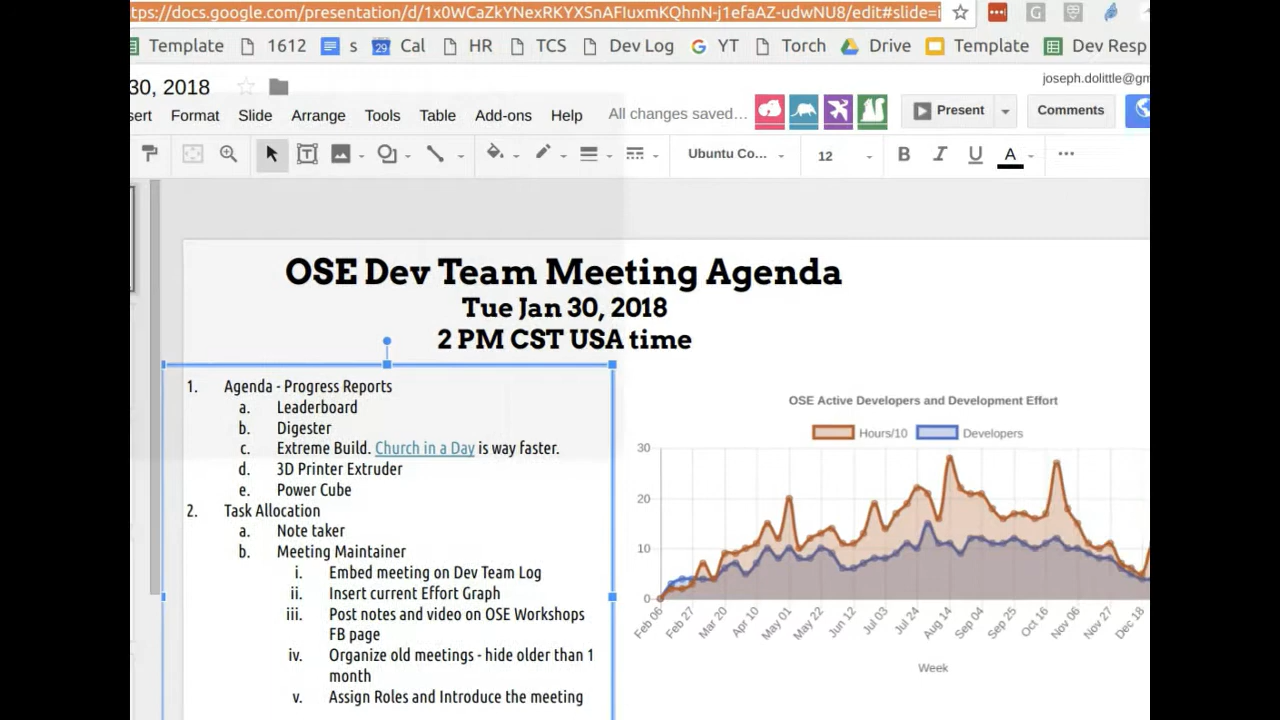 ttps://docs.google.com/presentation/d/1x0WCaZkYNexRKYXSnAFIuxmKQhnN-j1efaAZ-udwNU8/edit#slide=i
Template 1612 s Cal HR TCS Dev Log YT Torch Drive Template Dev Resp
30, 2018
joseph.dolittle@gm
sert Format Slide Arrange Tools Table Add-ons Help All changes saved… Present Comments
Ubuntu Co… 12 B I U A
OSE Dev Team Meeting Agenda
Tue Jan 30, 2018
2 PM CST USA time
1. Agenda - Progress Reports
a. Leaderboard
b. Digester
c. Extreme Build. Church in a Day is way faster.
d. 3D Printer Extruder
e. Power Cube
2. Task Allocation
a. Note taker
b. Meeting Maintainer
i. Embed meeting on Dev Team Log
ii. Insert current Effort Graph
iii. Post notes and video on OSE Workshops
FB page
iv. Organize old meetings - hide older than 1
month
v. Assign Roles and Introduce the meeting
OSE Active Developers and Development Effort
Hours/10 Developers
30
20
10
0
Feb 06 Feb 27 Mar 20 Apr 10 May 01 May 22 Jun 12 Jul 03 Jul 24 Aug 14 Sep 04 Sep 25 Oct 16 Nov 06 Nov 27 Dec 18
Week